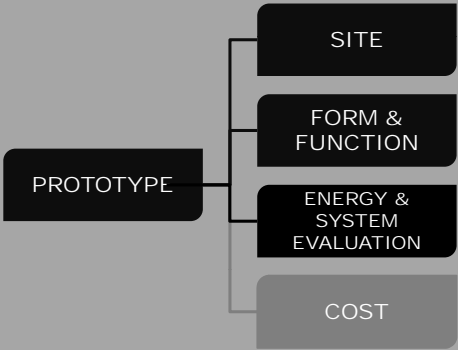 SITE
FORM &
FUNCTION
PROTOTYPE
ENERGY &
SYSTEM
EVALUATION
COST